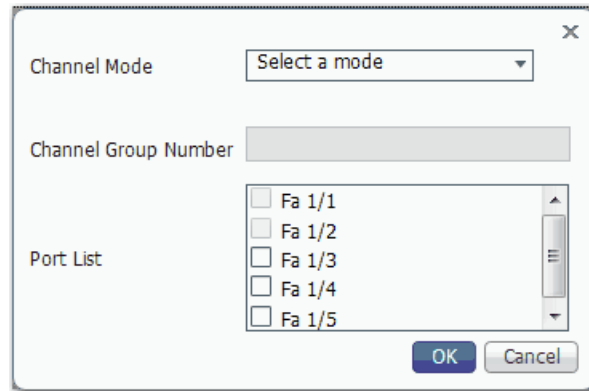 Channel Mode
Select a mode
Channel Group Number
Port List
Fa 1/1
Fa 1/2
Fa 1/3
Fa 1/4
Fa 1/5
OK Cancel